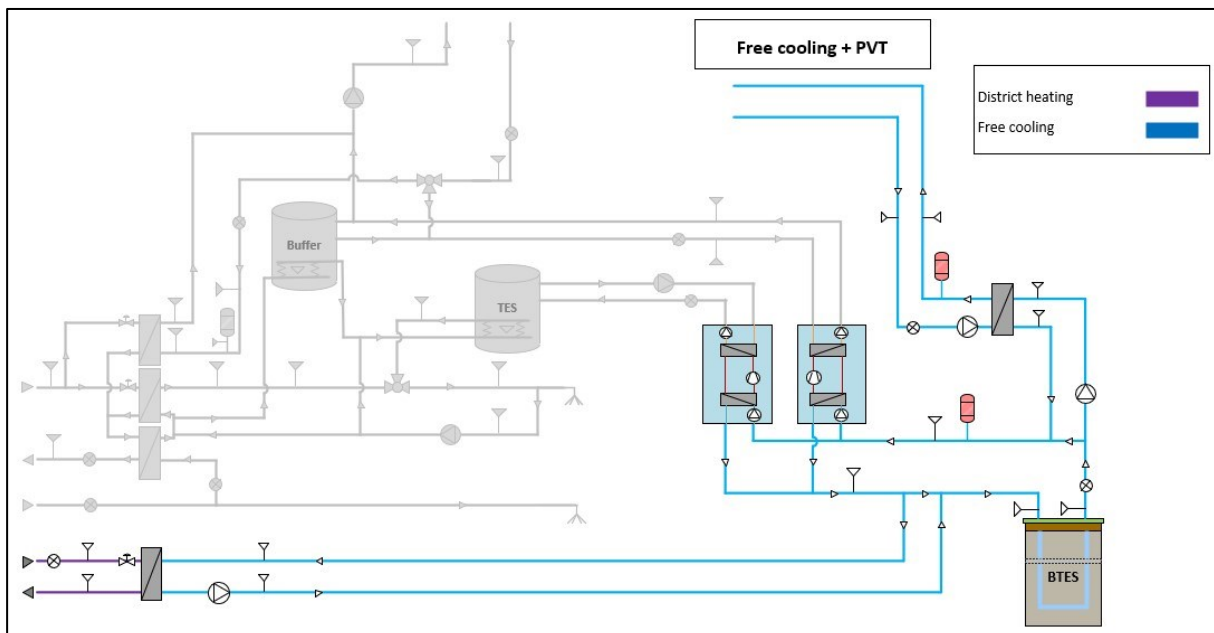 Free cooling + PVT
District heating
Free cooling
Buffer
TES
BTES